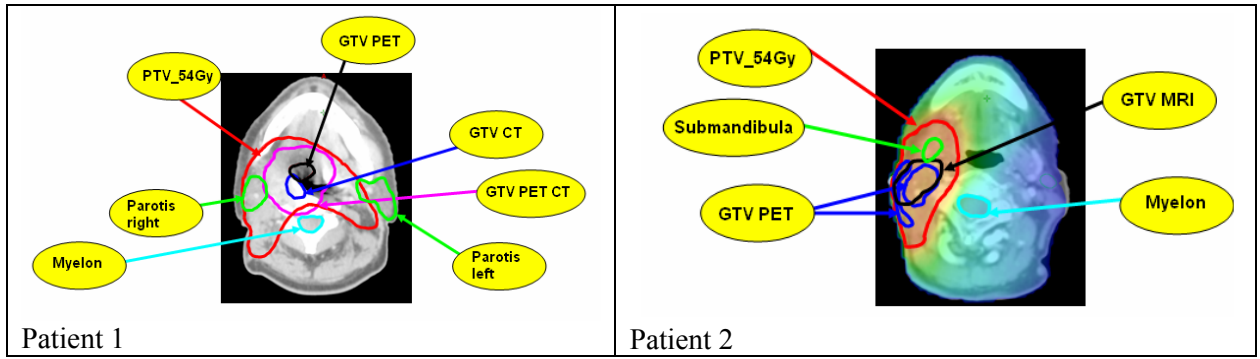 GTV PET
PTV_54Gy
GTV CT
GTV PET CT
Parotis
right
Myelon
Parotis
left
Patient 1
PTV_54Gy
GTV MRI
Submandibula
GTV PET
Myelon
Patient 2